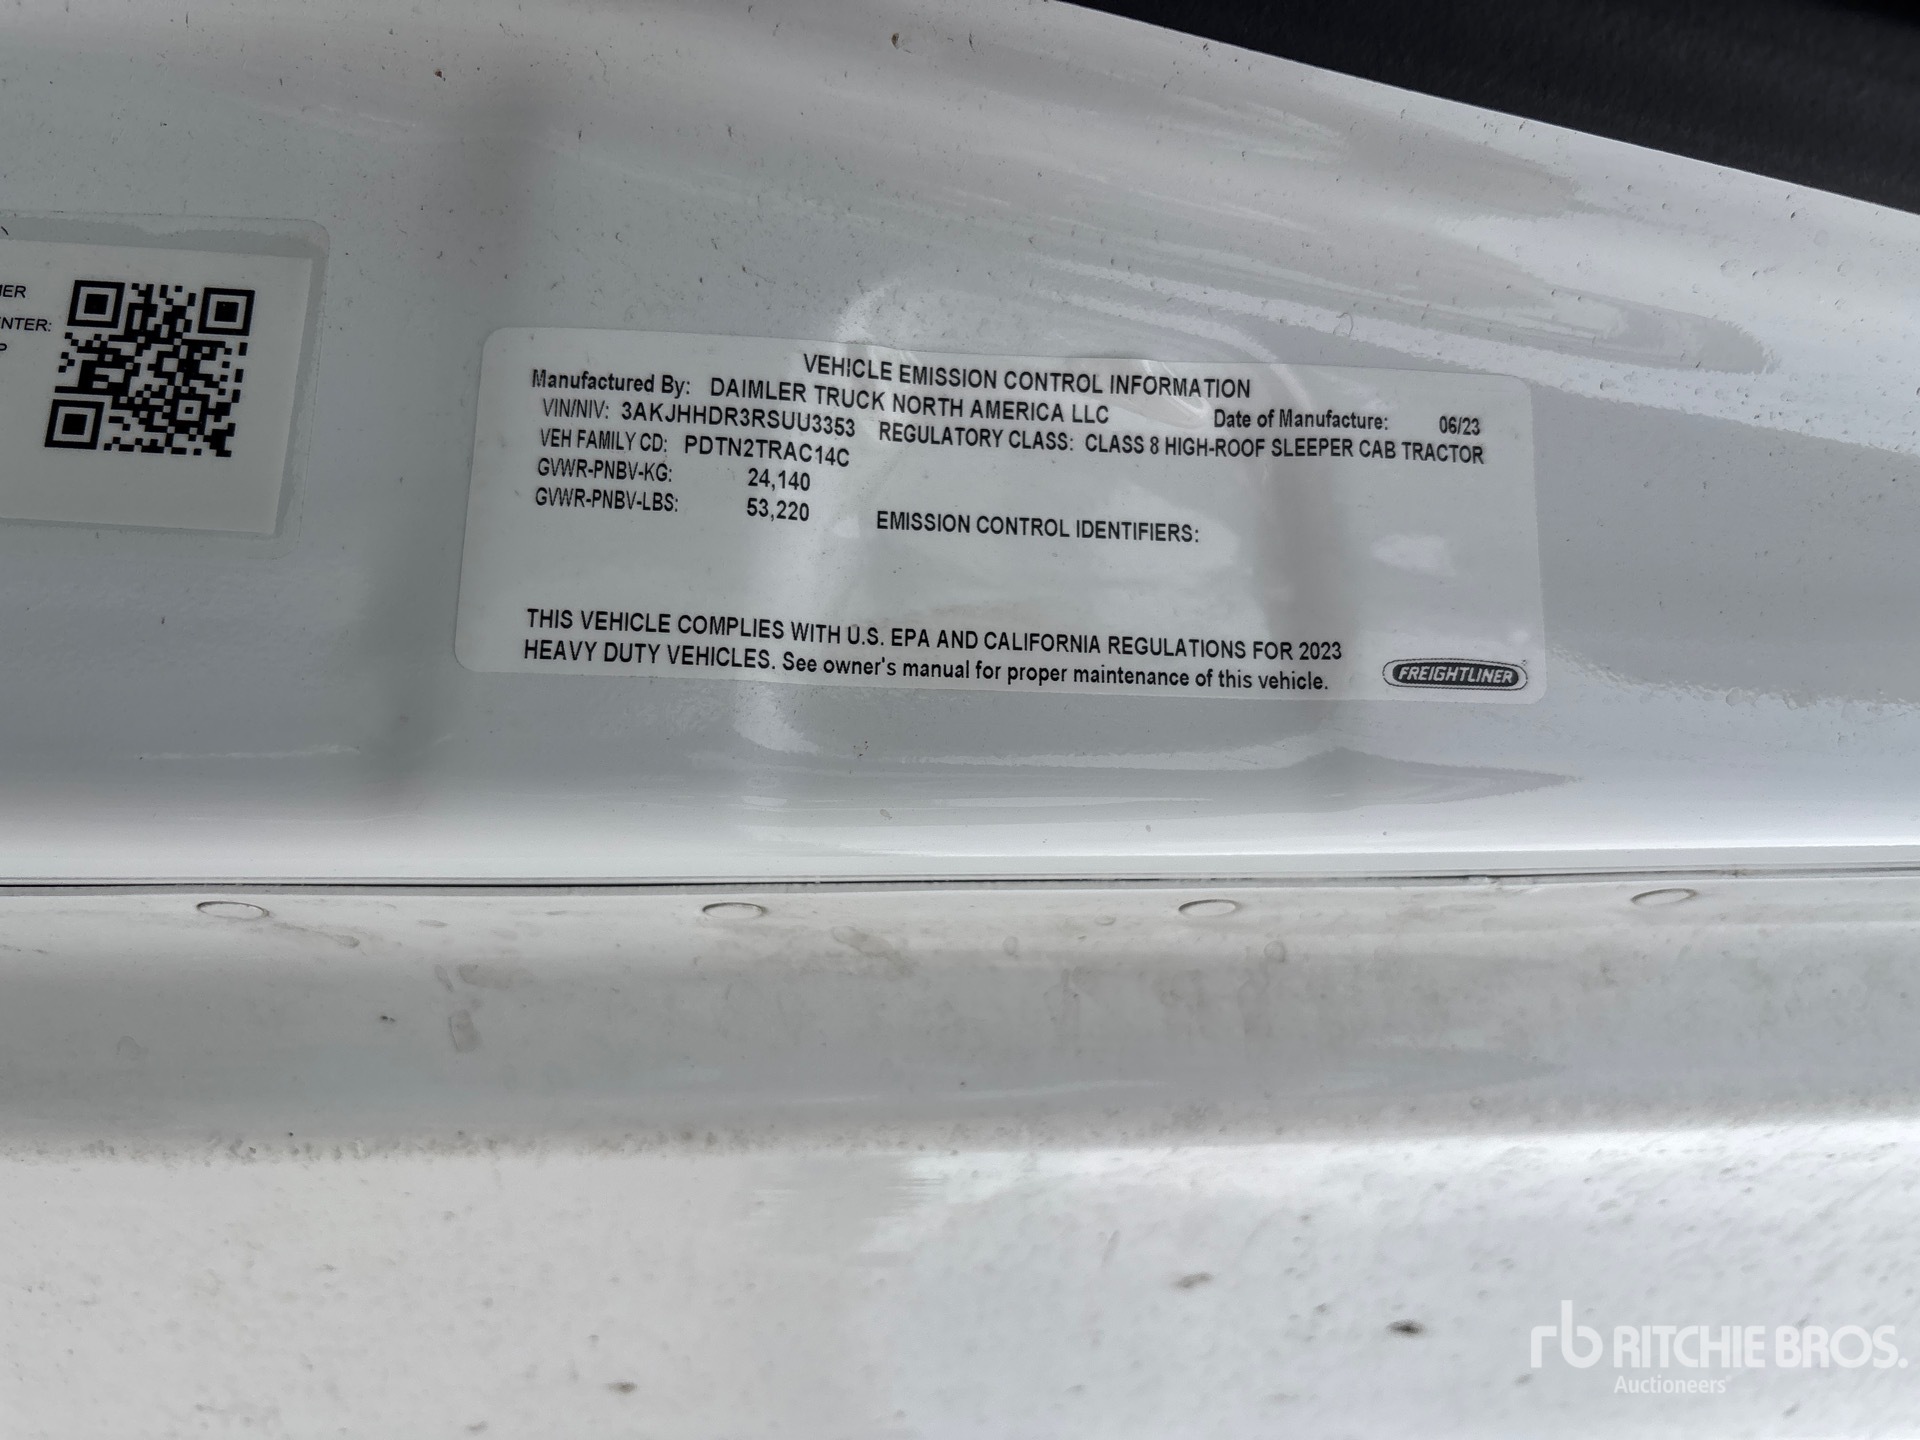 ENTER:
VEHICLE EMISSION CONTROL INFORMATION
Manufactured By: DAIMLER TRUCK NORTH AMERICA LLC Date of Manufacture: 06/23
VIN/NIV: 3AKJHHDR3RSUU3353 REGULATORY CLASS: CLASS 8 HIGH-ROOF SLEEPER CAB TRACTOR
VEH FAMILY CD: PDTN2TRAC14C
GVWR-PNBV-KG: 24,140
GVWR-PNBV-LBS: 53,220 EMISSION CONTROL IDENTIFIERS:
THIS VEHICLE COMPLIES WITH U.S. EPA AND CALIFORNIA REGULATIONS FOR 2023
HEAVY DUTY VEHICLES. See owner's manual for proper maintenance of this vehicle.
FREIGHTLINER
rb RITCHIE BROS.
Auctioneers